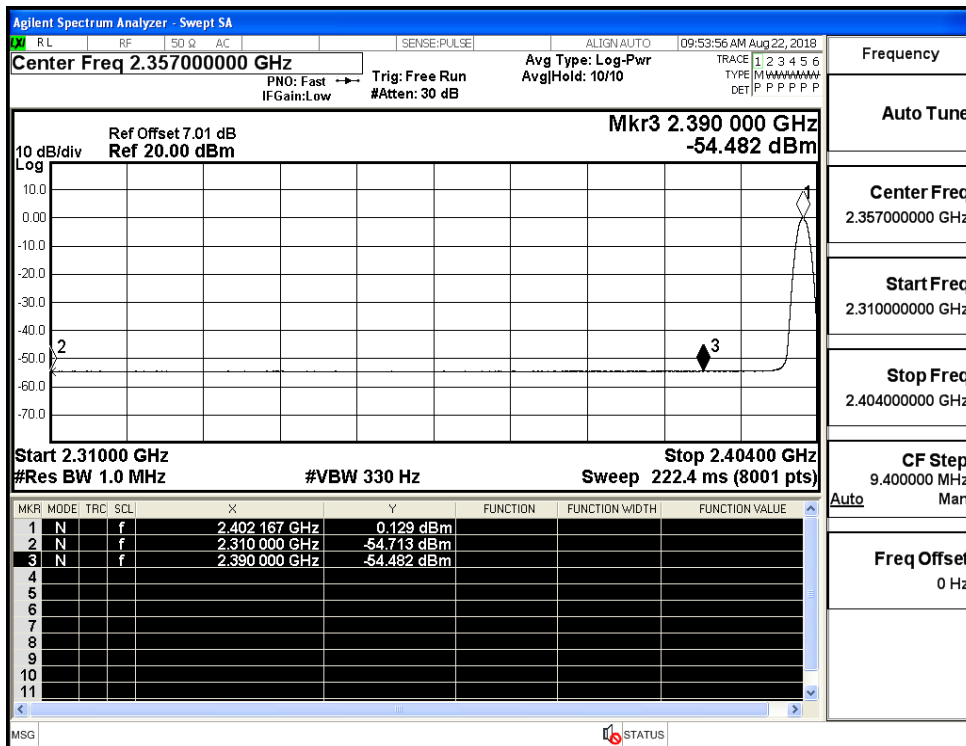 Agilent Spectrum Analyzer - Swept SA
LXI RL RF 50 Ω AC SENSE:PULSE ALIGN AUTO 09:53:56 AM Aug 22, 2018
Center Freq 2.357000000 GHz
PNO: Fast
IFGain:Low
Trig: Free Run
#Atten: 30 dB
Avg Type: Log-Pwr
Avg|Hold: 10/10
TRACE 1 2 3 4 5 6
TYPE M W W W W W
DET P P P P P P
Ref Offset 7.01 dB
10 dB/div Ref 20.00 dBm
Log
Mkr3 2.390 000 GHz
-54.482 dBm
10.0
0.00
-10.0
-20.0
-30.0
-40.0
-50.0
-60.0
-70.0
1
2
3
Start 2.31000 GHz Stop 2.40400 GHz
#Res BW 1.0 MHz #VBW 330 Hz Sweep 222.4 ms (8001 pts)
MKR MODE TRC SCL X Y FUNCTION FUNCTION WIDTH FUNCTION VALUE
1 N f 2.402 167 GHz 0.129 dBm
2 N f 2.310 000 GHz -54.713 dBm
3 N f 2.390 000 GHz -54.482 dBm
4
5
6
7
8
9
10
11
MSG STATUS
Frequency
Auto Tune
Center Freq
2.357000000 GHz
Start Freq
2.310000000 GHz
Stop Freq
2.404000000 GHz
CF Step
9.400000 MHz
Auto Man
Freq Offset
0 Hz